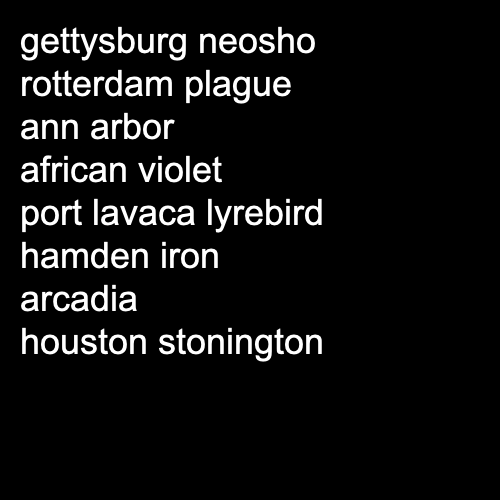 gettysburg neosho
rotterdam plague
ann arbor
african violet
port lavaca lyrebird
hamden iron
arcadia
houston stonington